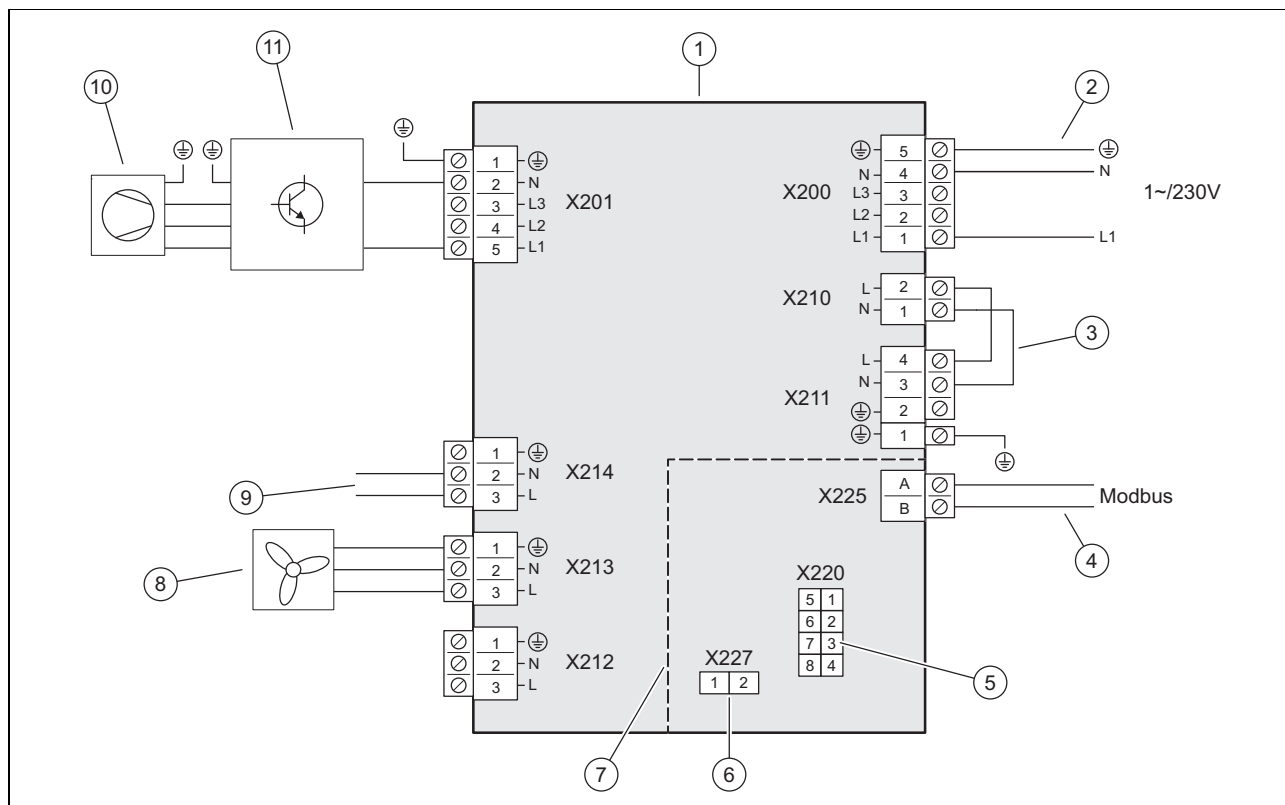 11
1
10
2
1
2
3
4
5
N
L3
L2
L1
X201
X200
N
L3
L2
L1
5
4
3
2
1
N
L1
1~/230V
X210
L
N
2
1
3
X211
L
N
4
3
2
1
9
1
2
3
N
L
X214
X225
A
B
Modbus
4
8
1
2
3
N
L
X213
X220
5 1
6 2
7 3
8 4
5
1
2
3
N
L
X212
X227
1 2
7
6